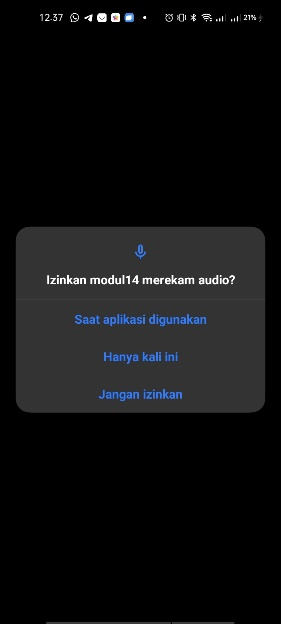 12.37
21%
Izinkan modul14 merekam audio?
Saat aplikasi digunakan
Hanya kali ini
Jangan izinkan